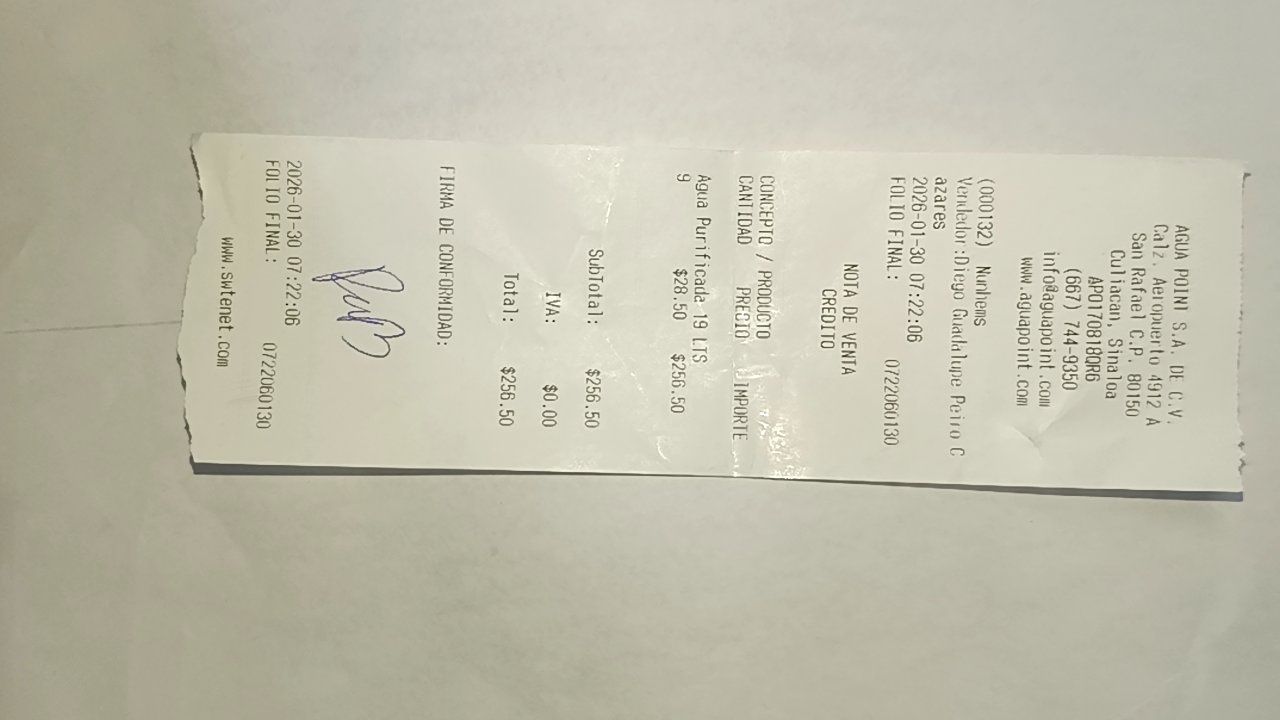 AGUA POINT S.A. DE C.V.
Calz. Aeropuerto 4912 A
San Rafael C.P. 80150
Culiacan, Sinaloa
APO170818QR6
(667) 744-9350
info@aguapoint.com
www.aguapoint.com
(000132) Nunhems
Vendedor:Diego Guadalupe Peiro C
azares
2026-01-30 07:22:06
FOLIO FINAL: 0722060130
NOTA DE VENTA
CREDITO
CONCEPTO / PRODUCTO
CANTIDAD PRECIO IMPORTE
Agua Purificada 19 LTS
9 $28.50 $256.50
SubTotal: $256.50
IVA: $0.00
Total: $256.50
FIRMA DE CONFORMIDAD:
2026-01-30 07:22:06
FOLIO FINAL: 0722060130
www.swtenet.com